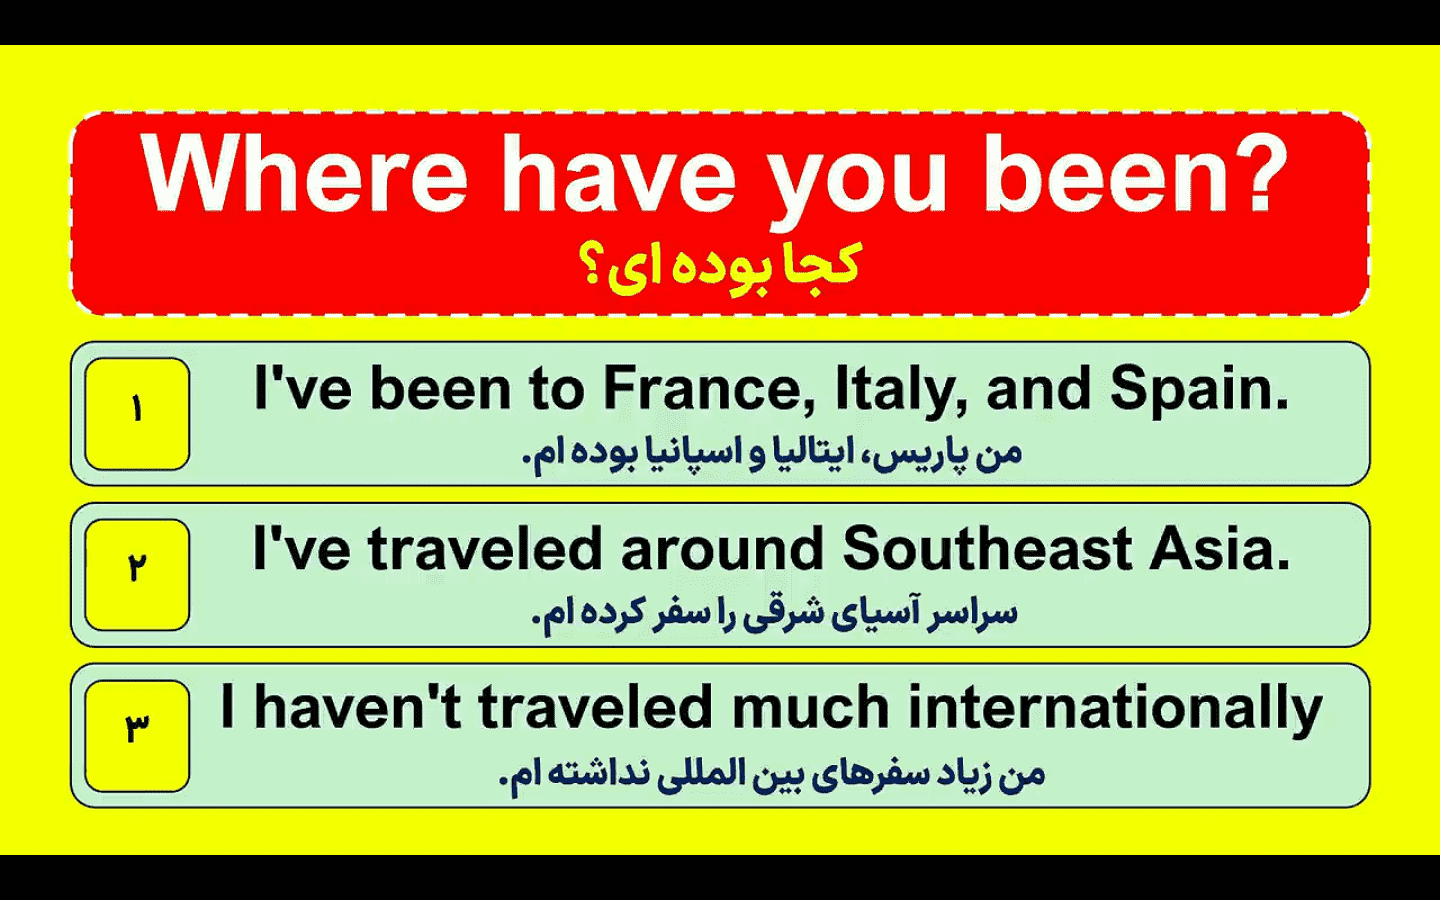 Where have you been?
کجا بوده ای؟
۱
I've been to France, Italy, and Spain.
من پاریس، ایتالیا و اسپانیا بوده ام.
۲
I've traveled around Southeast Asia.
سراسر آسیای شرقی را سفر کرده ام.
۳
I haven't traveled much internationally
من زیاد سفرهای بین المللی نداشته ام.